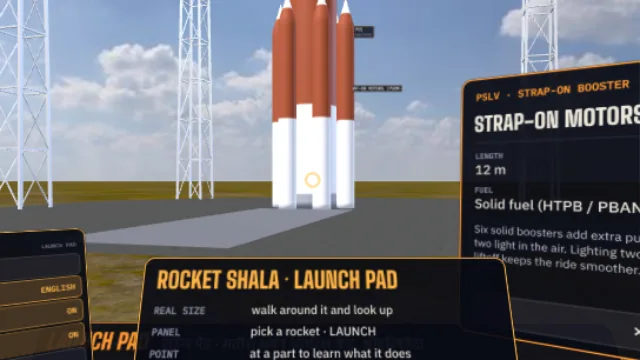 LAUNCH PAD
ENGLISH
ON
ON
ROCKET SHALA · LAUNCH PAD
REAL SIZE walk around it and look up
PANEL pick a rocket · LAUNCH
POINT at a part to learn what it does
PSLV · STRAP-ON BOOSTER
STRAP-ON MOTORS
LENGTH
12 m
FUEL
Solid fuel (HTPB / PBAN
Six solid boosters add extra
two light in the air. Lighting two
liftoff keeps the ride smoother.